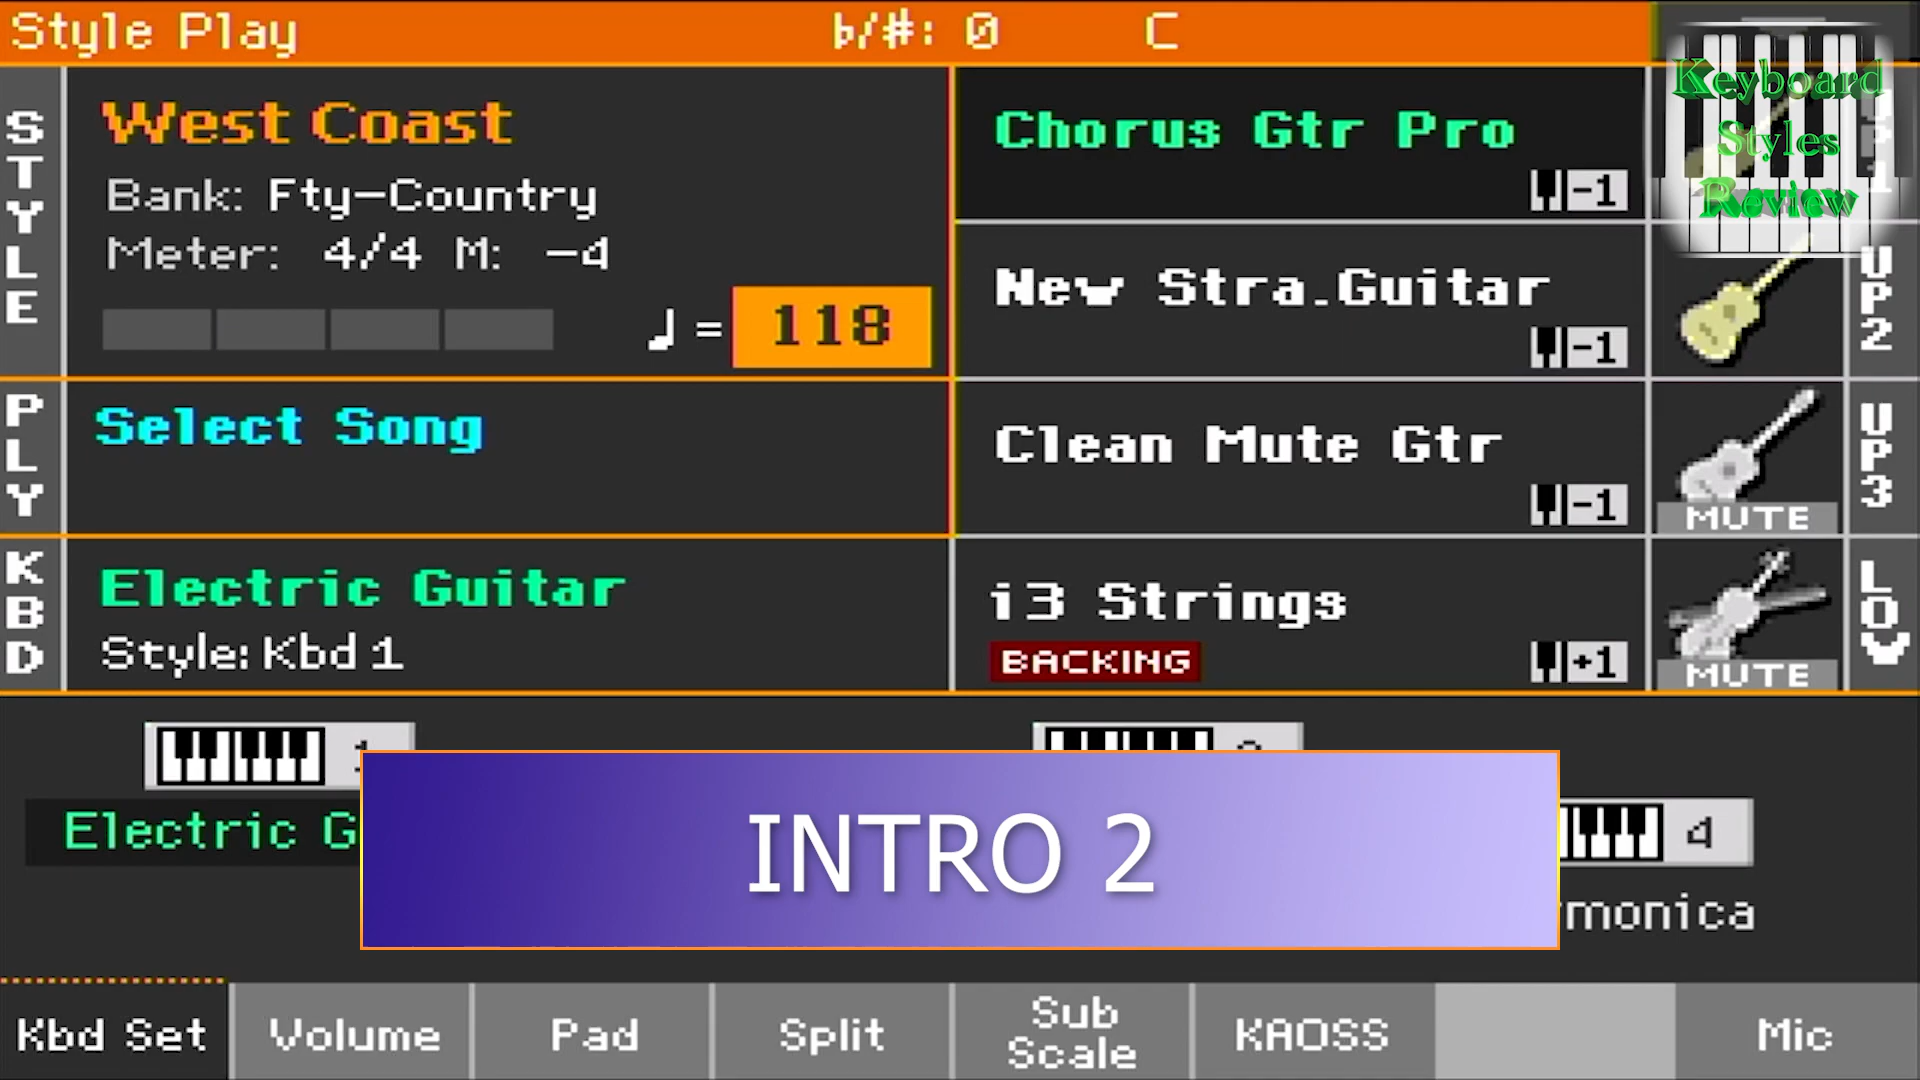 Style Play b/#: 0 C
Keyboard
Styles
Review
STYLE
West Coast
Bank: Fty-Country
Meter: 4/4 M: -4
♩ = 118
PLY
Select Song
KBD
Electric Guitar
Style: Kbd 1
Chorus Gtr Pro
-1
New Stra.Guitar
-1
UP2
Clean Mute Gtr
-1
MUTE
UP3
i3 Strings
BACKING
+1
MUTE
LOW
Electric G
INTRO 2
4
rmonica
Kbd Set
Volume
Pad
Split
Sub
Scale
KAOSS
Mic